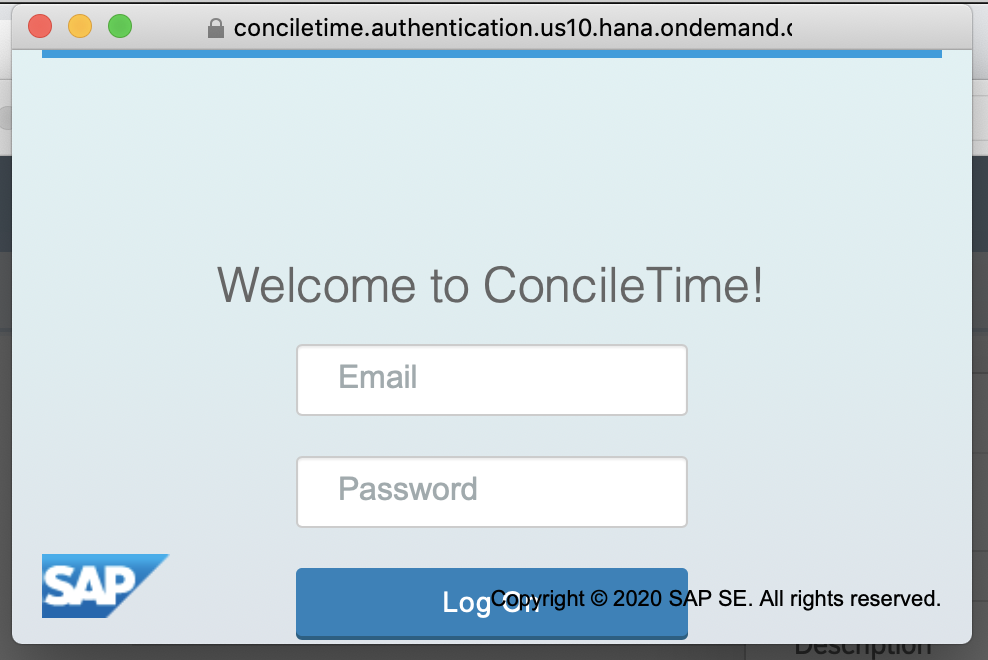 conciletime.authentication.us10.hana.ondemand.c
Welcome to ConcileTime!
Email
Password
SAP
Log On
Copyright © 2020 SAP SE. All rights reserved.
Description